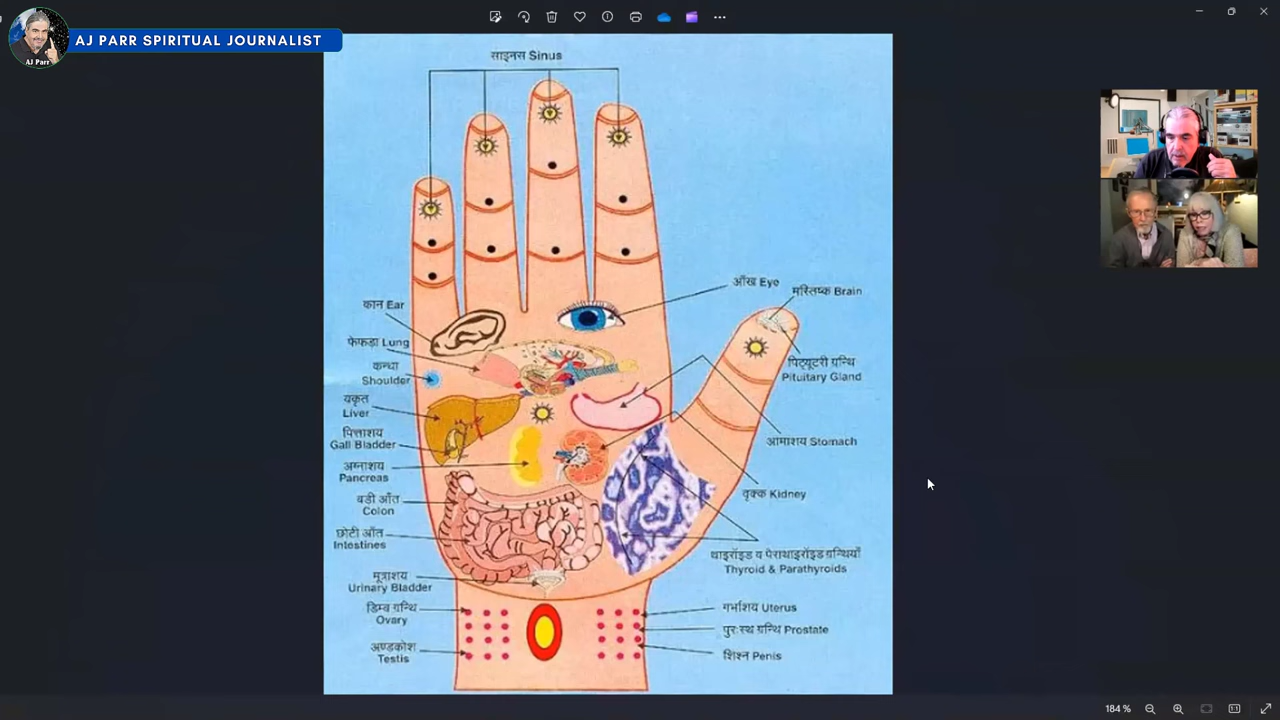 AJ PARR SPIRITUAL JOURNALIST
AJ Parr
साइनस Sinus
कान Ear
फेफड़ा Lung
कन्धा
Shoulder
यकृत
Liver
पित्ताशय
Gall Bladder
अग्नाशय
Pancreas
बडी आँत
Colon
छोटी आँत
Intestines
मूत्राशय
Urinary Bladder
डिम्ब ग्रन्थि
Ovary
अण्डकोश
Testis
आँख Eye
मस्तिष्क Brain
पिट्यूटरी ग्रन्थि
Pituitary Gland
आमाशय Stomach
वृक्क Kidney
थाइरॉइड व पैराथाइरॉइड ग्रन्थियाँ
Thyroid & Parathyroids
गर्भाशय Uterus
पुरःस्थ ग्रन्थि Prostate
शिश्न Penis
184 %